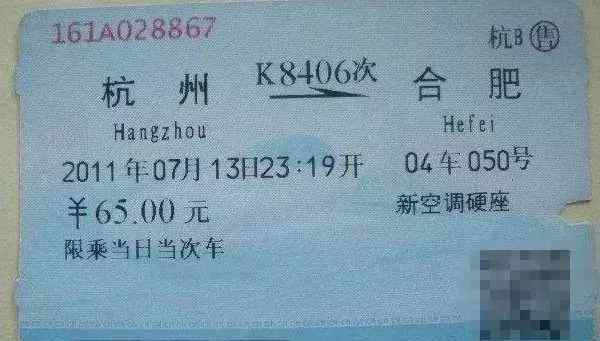 161A028867 杭B 售
杭州 K8406次 合肥
Hangzhou Hefei
2011年07月13日23:19开 04车050号
￥65.00元 新空调硬座
限乘当日当次车